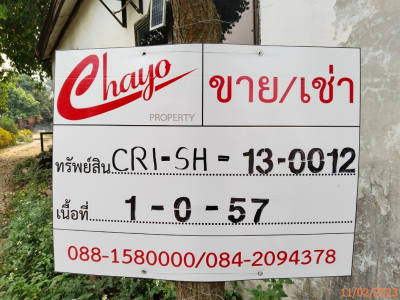 Chayo
PROPERTY
ขาย/เช่า
ทรัพย์สิน CRI-SH-13-0012
เนื้อที่ 1-0-57
088-1580000/084-2094378
11/02/2023